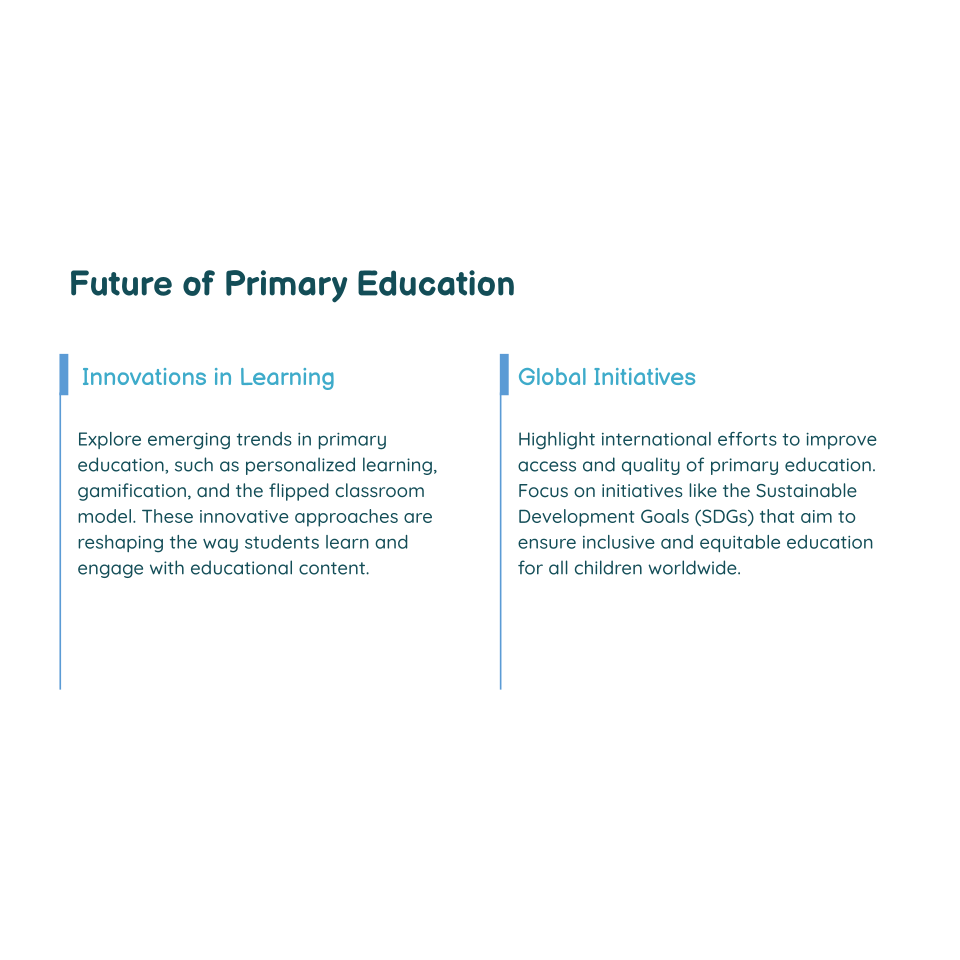 Future of Primary Education
Innovations in Learning
Explore emerging trends in primary
education, such as personalized learning,
gamification, and the flipped classroom
model. These innovative approaches are
reshaping the way students learn and
engage with educational content.
Global Initiatives
Highlight international efforts to improve
access and quality of primary education.
Focus on initiatives like the Sustainable
Development Goals (SDGs) that aim to
ensure inclusive and equitable education
for all children worldwide.